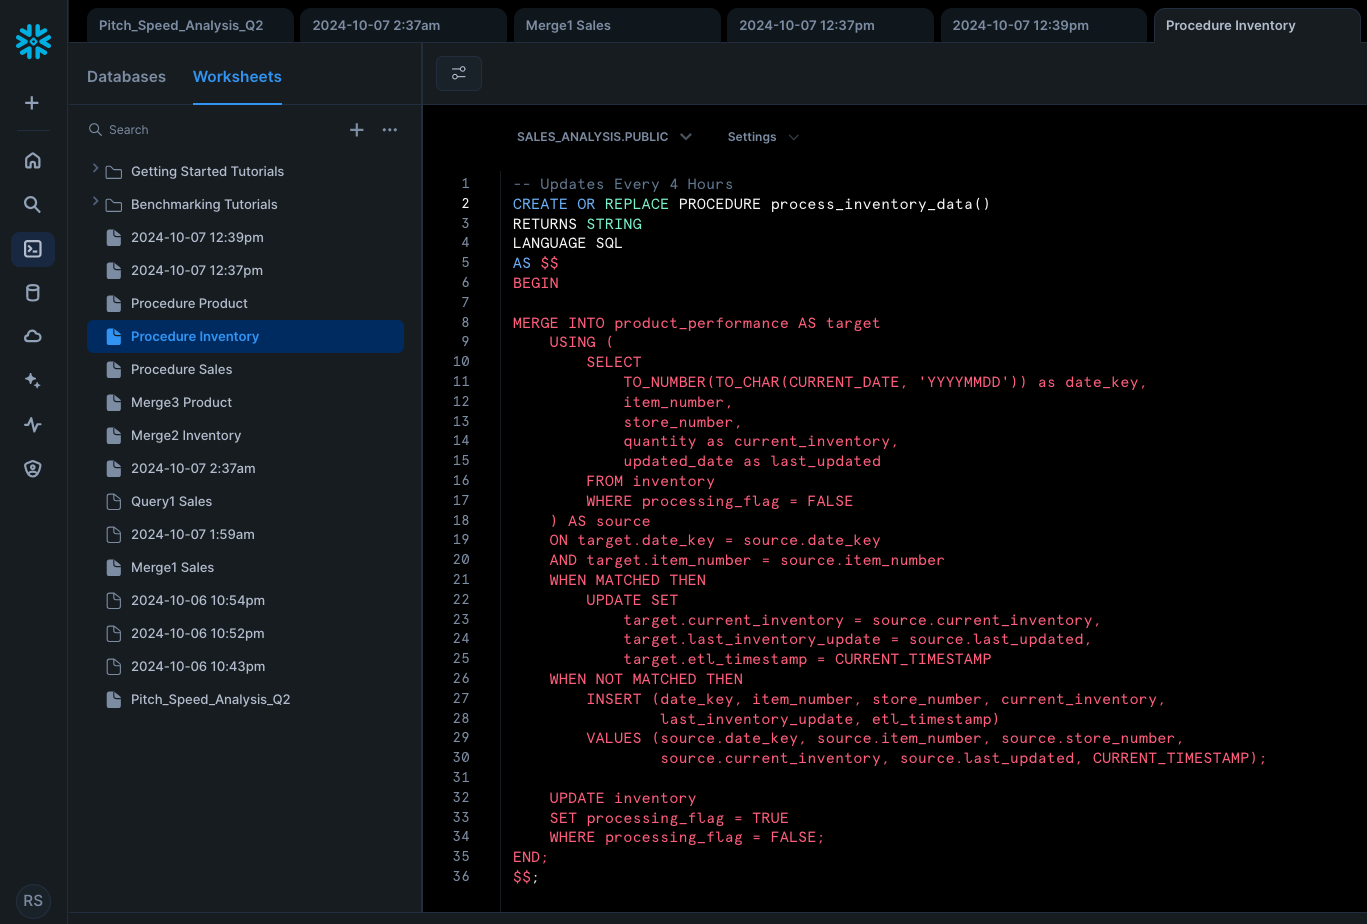 Pitch_Speed_Analysis_Q2
2024-10-07 2:37am
Merge1 Sales
2024-10-07 12:37pm
2024-10-07 12:39pm
Procedure Inventory
Databases
Worksheets
Search
Getting Started Tutorials
Benchmarking Tutorials
2024-10-07 12:39pm
2024-10-07 12:37pm
Procedure Product
Procedure Inventory
Procedure Sales
Merge3 Product
Merge2 Inventory
2024-10-07 2:37am
Query1 Sales
2024-10-07 1:59am
Merge1 Sales
2024-10-06 10:54pm
2024-10-06 10:52pm
2024-10-06 10:43pm
Pitch_Speed_Analysis_Q2
RS
SALES_ANALYSIS.PUBLIC
Settings
1 -- Updates Every 4 Hours
2 CREATE OR REPLACE PROCEDURE process_inventory_data()
3 RETURNS STRING
4 LANGUAGE SQL
5 AS $$
6 BEGIN
7
8 MERGE INTO product_performance AS target
9     USING (
10         SELECT
11             TO_NUMBER(TO_CHAR(CURRENT_DATE, 'YYYYMMDD')) as date_key,
12             item_number,
13             store_number,
14             quantity as current_inventory,
15             updated_date as last_updated
16         FROM inventory
17         WHERE processing_flag = FALSE
18     ) AS source
19     ON target.date_key = source.date_key
20     AND target.item_number = source.item_number
21     WHEN MATCHED THEN
22         UPDATE SET
23             target.current_inventory = source.current_inventory,
24             target.last_inventory_update = source.last_updated,
25             target.etl_timestamp = CURRENT_TIMESTAMP
26     WHEN NOT MATCHED THEN
27         INSERT (date_key, item_number, store_number, current_inventory,
28                 last_inventory_update, etl_timestamp)
29         VALUES (source.date_key, source.item_number, source.store_number,
30                 source.current_inventory, source.last_updated, CURRENT_TIMESTAMP);
31
32     UPDATE inventory
33     SET processing_flag = TRUE
34     WHERE processing_flag = FALSE;
35 END;
36 $$;